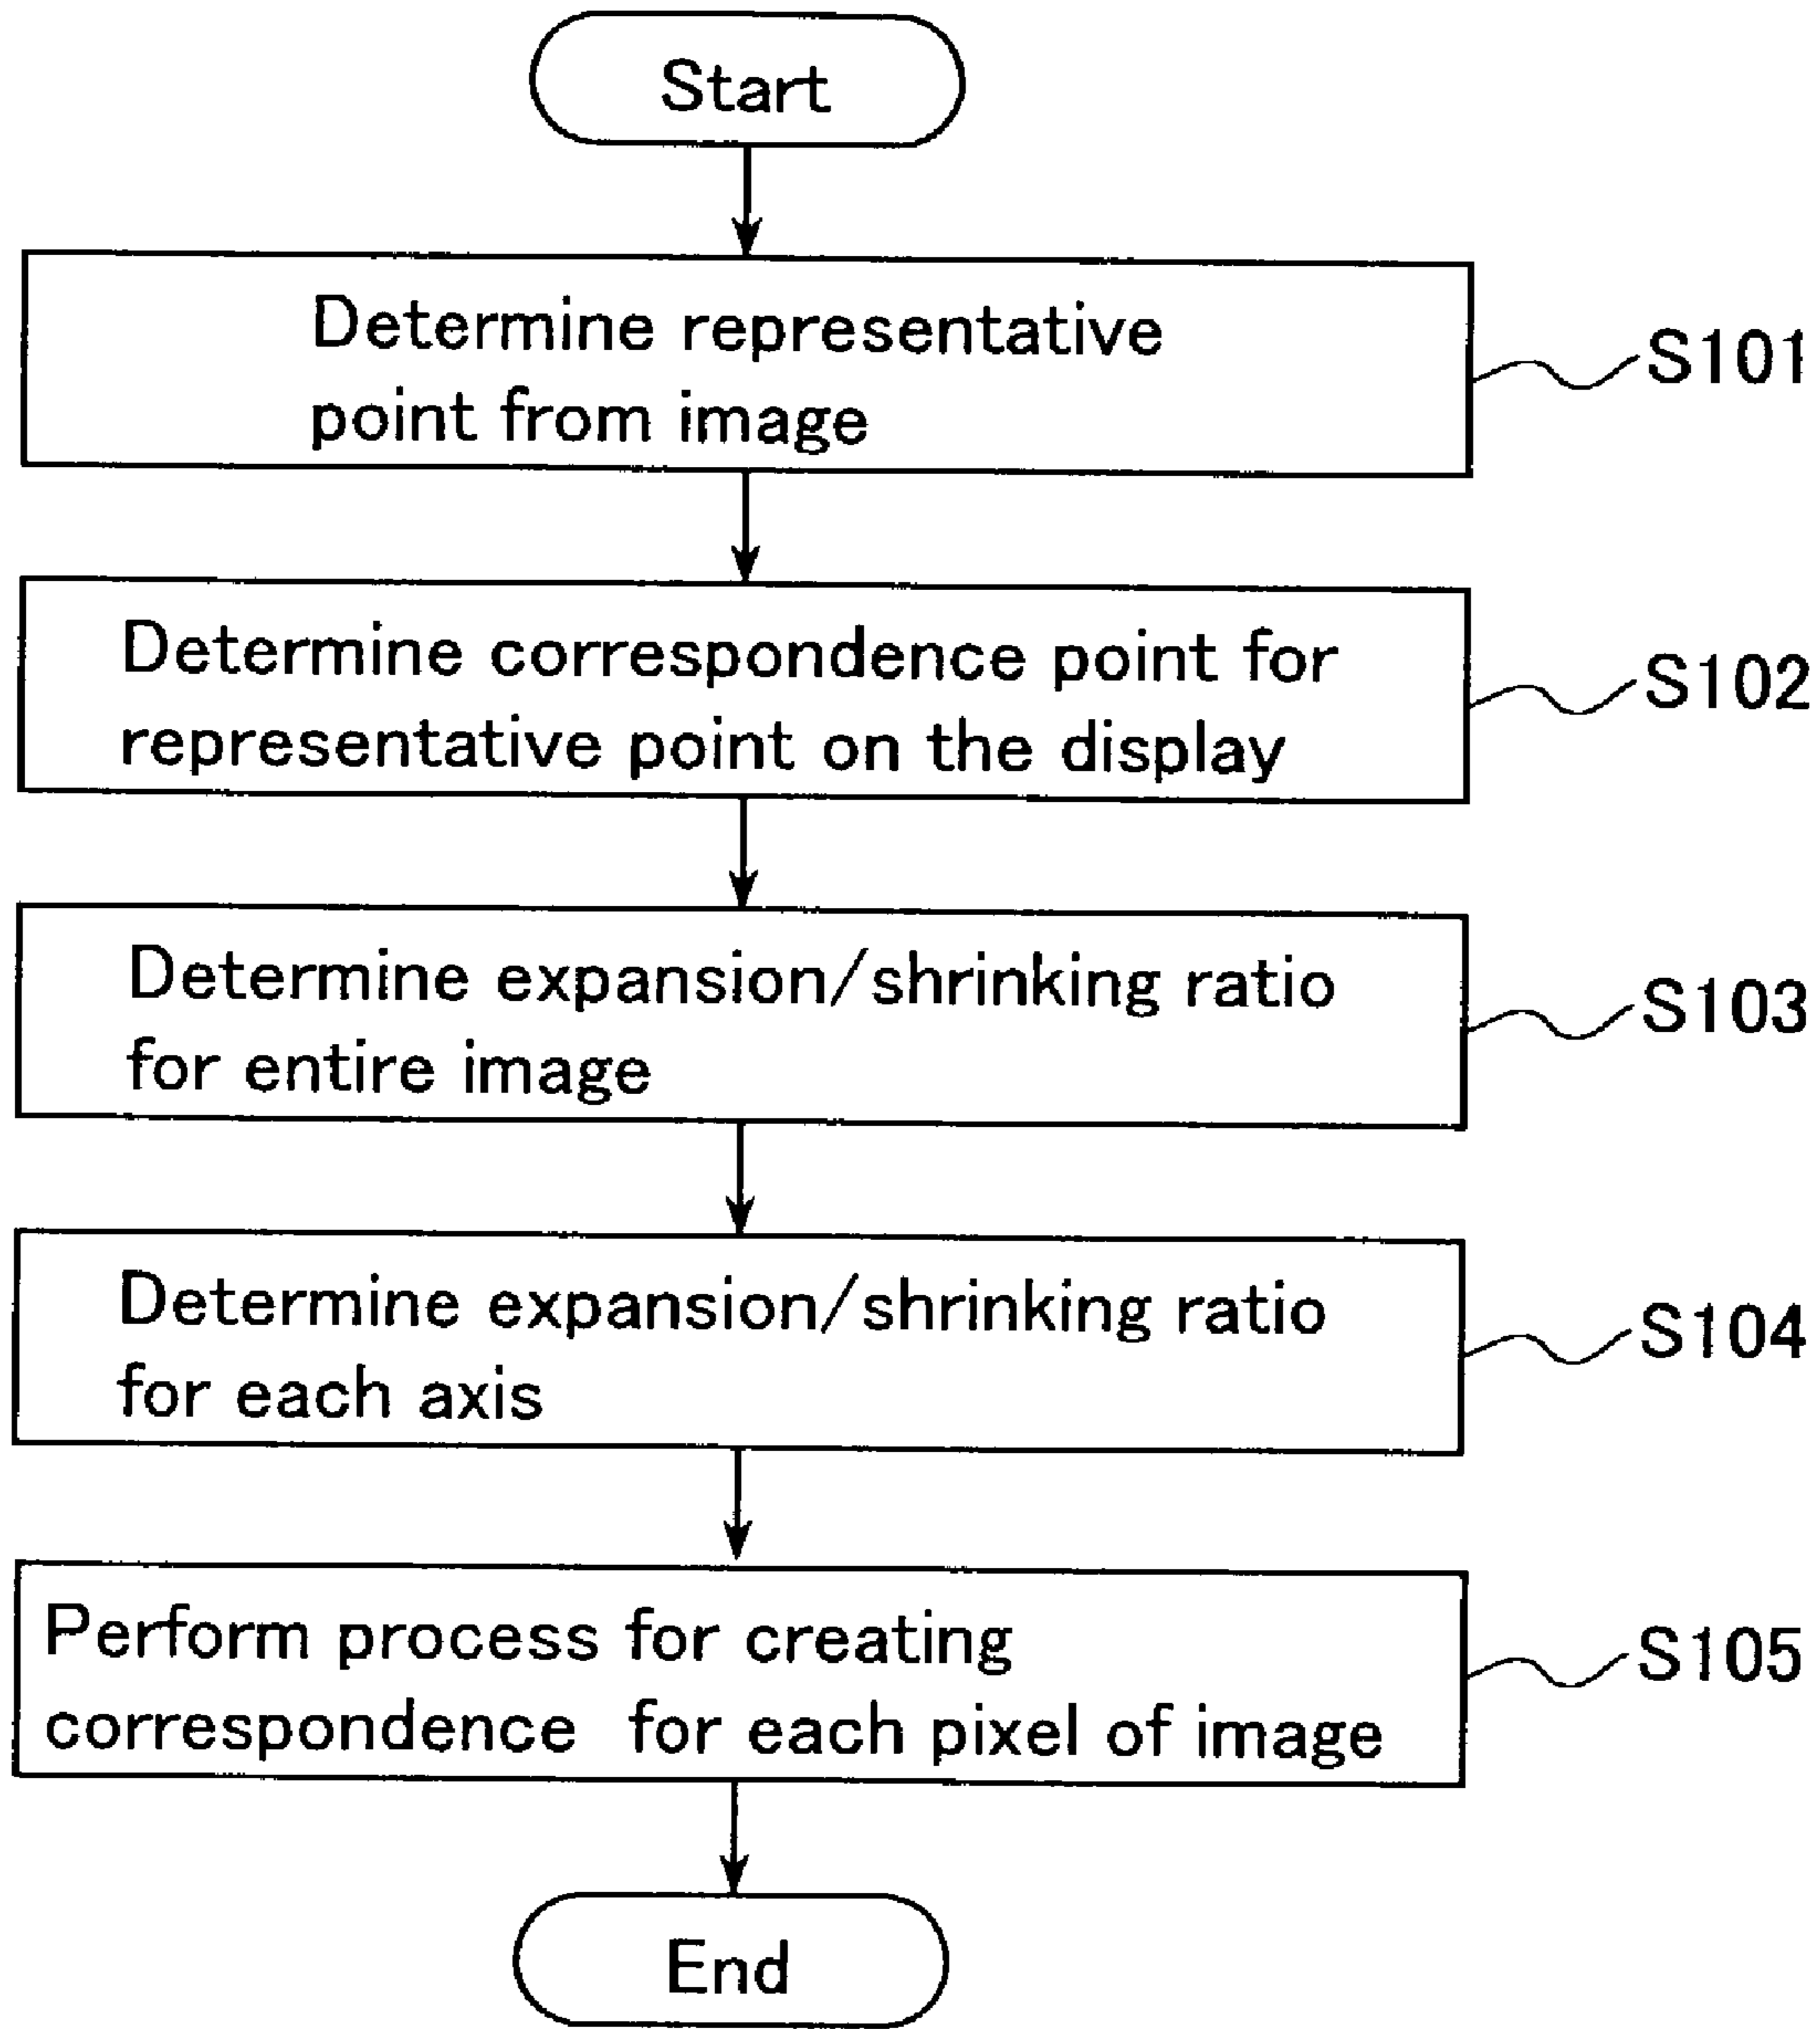 Start
Determine representative
point from image
S101
Determine correspondence point for
representative point on the display
S102
Determine expansion/shrinking ratio
for entire image
S103
Determine expansion/shrinking ratio
for each axis
S104
Perform process for creating
correspondence for each pixel of image
S105
End